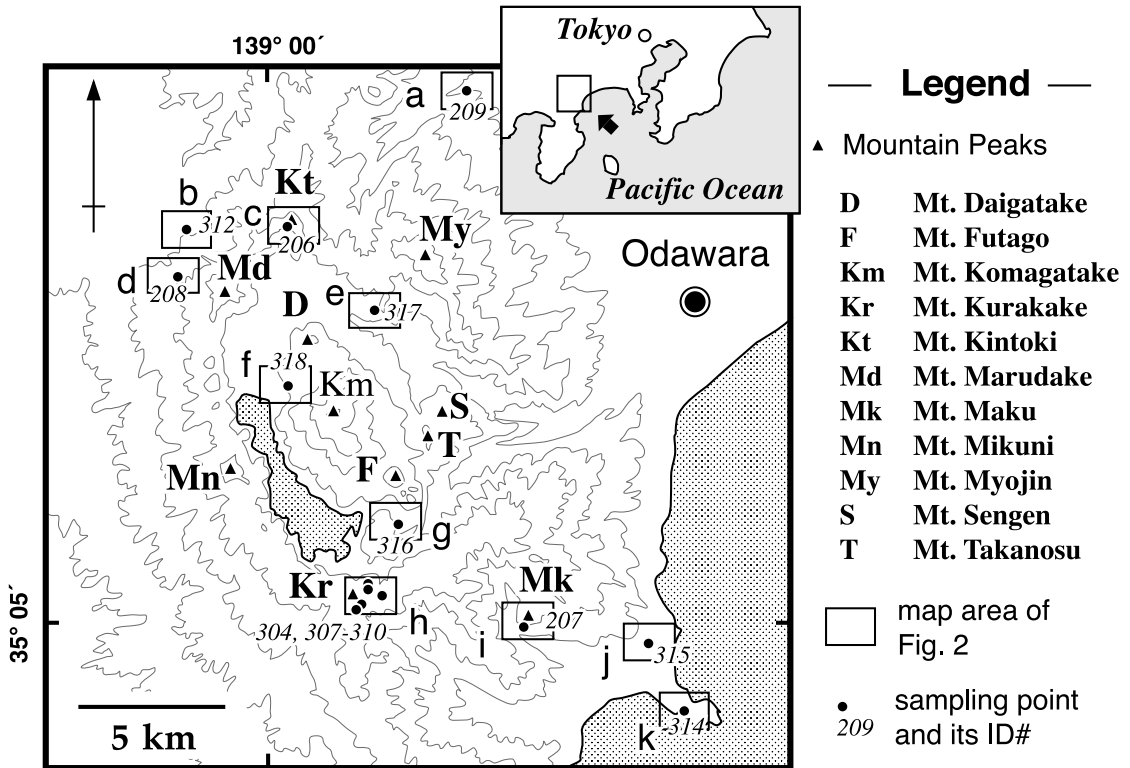 139° 00´
Tokyo
Pacific Ocean
a
209
b
312
Kt
c
206
My
Odawara
d
208
Md
e
317
D
f
318
Km
S
T
Mn
F
g
316
Kr
h
304, 307-310
Mk
i
207
j
315
k
314
35° 05´
5 km
Legend
Mountain Peaks
D Mt. Daigatake
F Mt. Futago
Km Mt. Komagatake
Kr Mt. Kurakake
Kt Mt. Kintoki
Md Mt. Marudake
Mk Mt. Maku
Mn Mt. Mikuni
My Mt. Myojin
S Mt. Sengen
T Mt. Takanosu
map area of
Fig. 2
sampling point
209 and its ID#